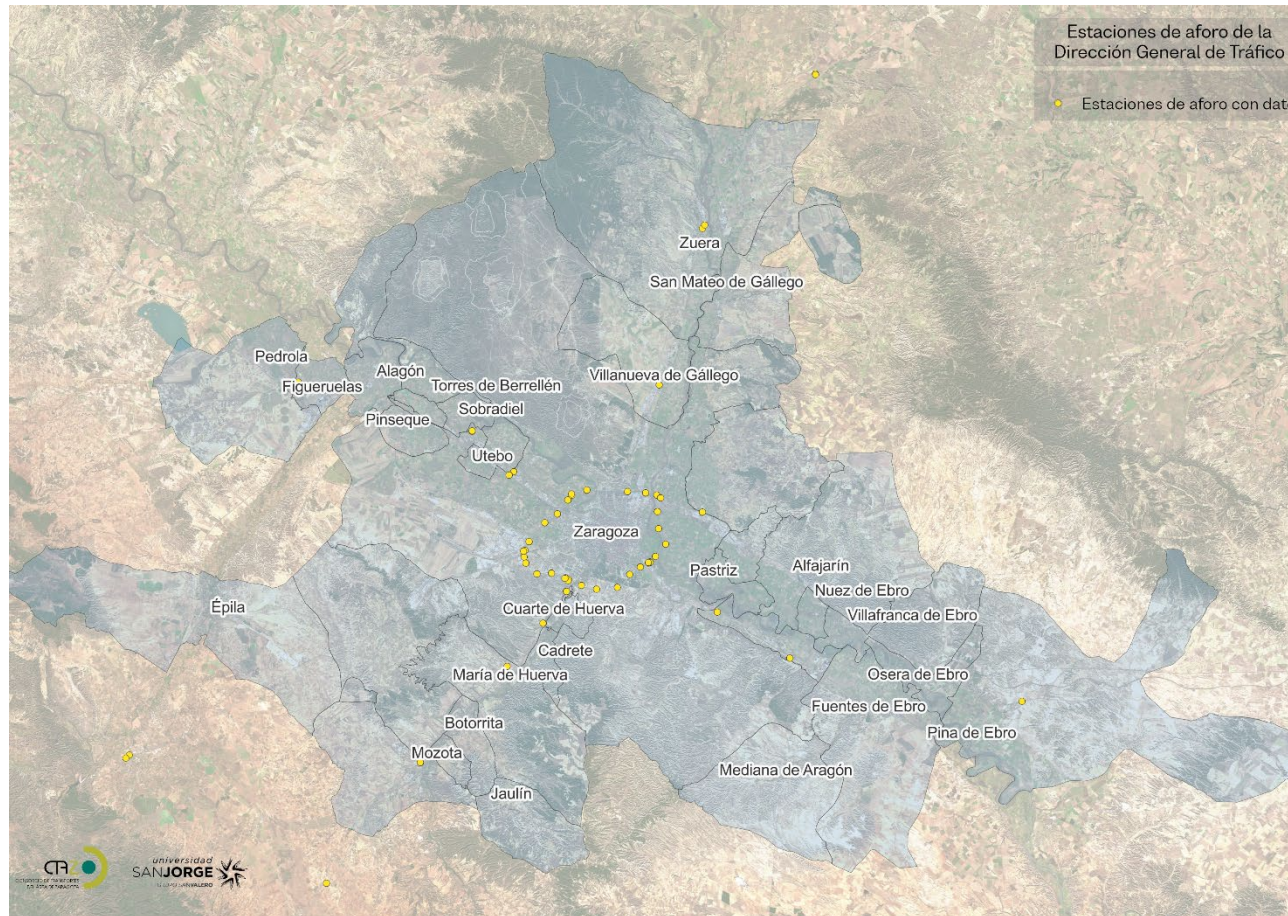 Estaciones de aforo de la
Dirección General de Tráfico
Estaciones de aforo con dat
Zuera
San Mateo de Gállego
Pedrola
Figueruelas
Alagón
Torres de Berrellén
Villanueva de Gállego
Sobradiel
Pinseque
Utebo
Zaragoza
Pastriz
Alfajarín
Nuez de Ebro
Villafranca de Ebro
Épila
Cuarte de Huerva
Cadrete
María de Huerva
Osera de Ebro
Fuentes de Ebro
Botorrita
Pina de Ebro
Mozota
Mediana de Aragón
Jaulín
CTAZ
universidad
SANJORGE